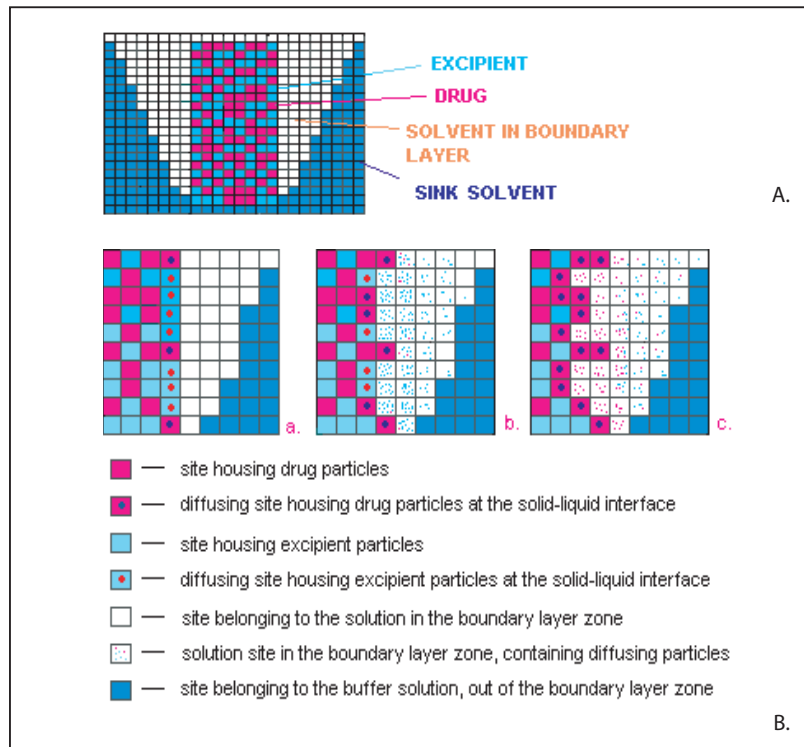 EXCIPIENT
DRUG
SOLVENT IN BOUNDARY
LAYER
SINK SOLVENT
A.
a.
b.
c.
site housing drug particles
diffusing site housing drug particles at the solid-liquid interface
site housing excipient particles
diffusing site housing excipient particles at the solid-liquid interface
site belonging to the solution in the boundary layer zone
solution site in the boundary layer zone, containing diffusing particles
site belonging to the buffer solution, out of the boundary layer zone
B.